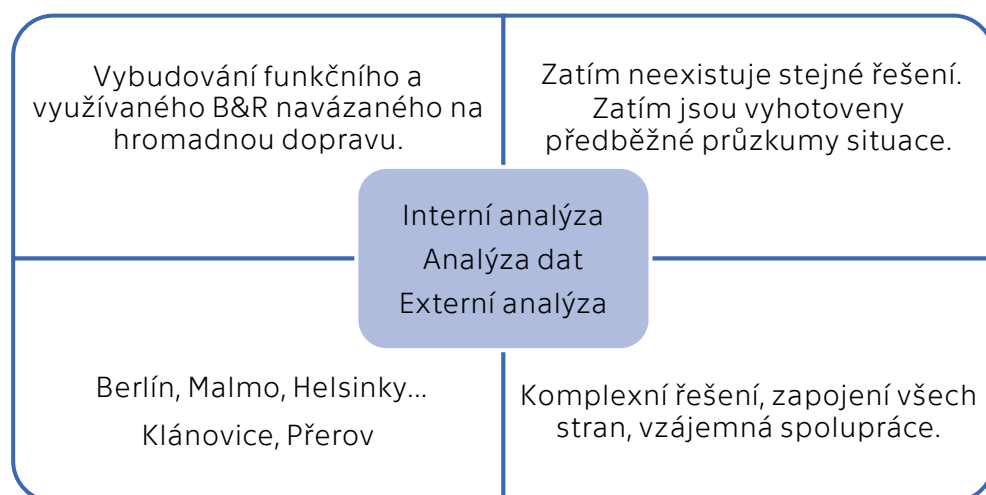 Vybudování funkčního a
využívaného B&R navázaného na
hromadnou dopravu.
Zatím neexistuje stejné řešení.
Zatím jsou vyhotoveny
předběžné průzkumy situace.
Interní analýza
Analýza dat
Externí analýza
Berlín, Malmo, Helsinky...
Klánovice, Přerov
Komplexní řešení, zapojení všech
stran, vzájemná spolupráce.